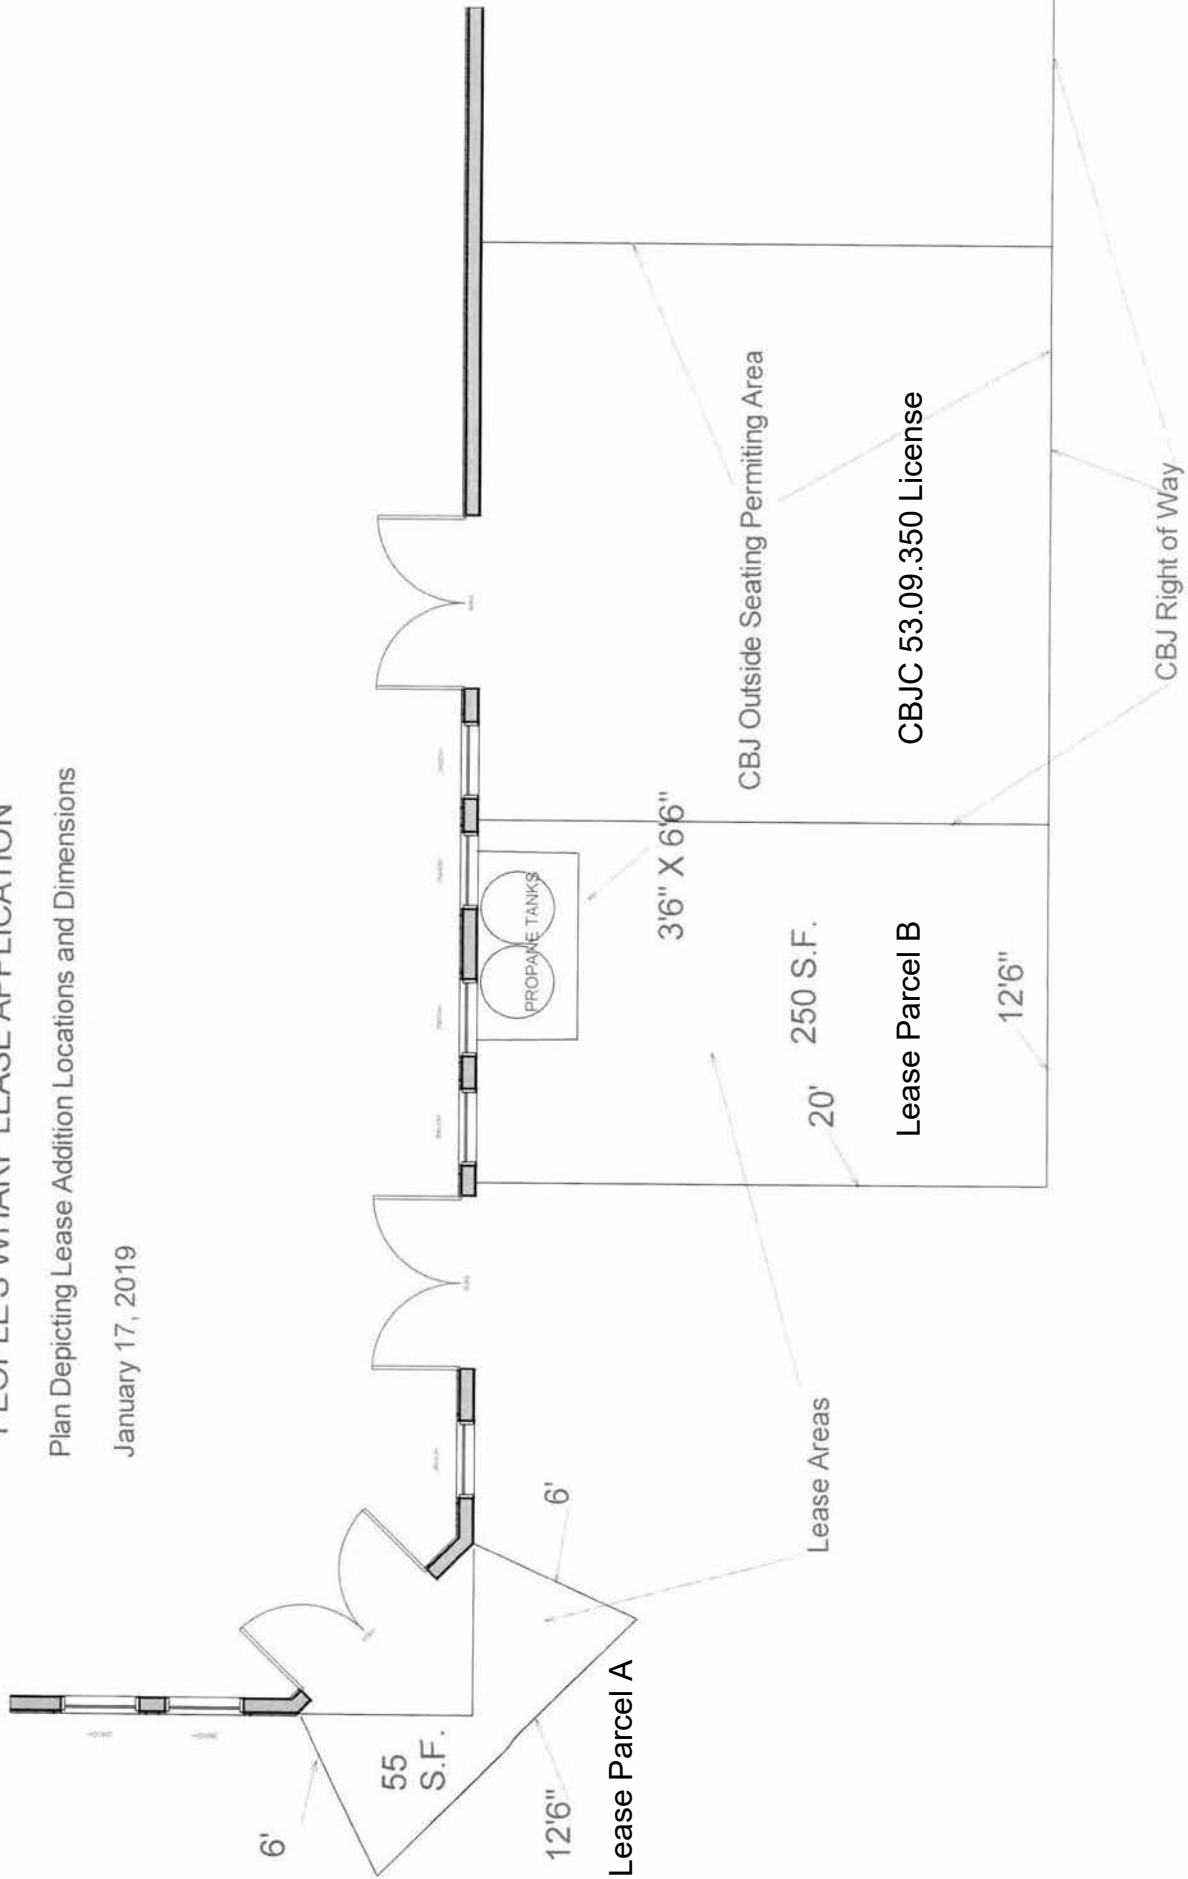 PEOPLE'S WHARF LEASE APPLICATION
Plan Depicting Lease Addition Locations and Dimensions
January 17, 2019
6'
55
S.F.
12'6"
Lease Parcel A
6'
Lease Areas
PROPANE TANKS
3'6" X 6'6"
20'
250 S.F.
Lease Parcel B
12'6"
CBJ Outside Seating Permiting Area
CBJC 53.09.350 License
CBJ Right of Way